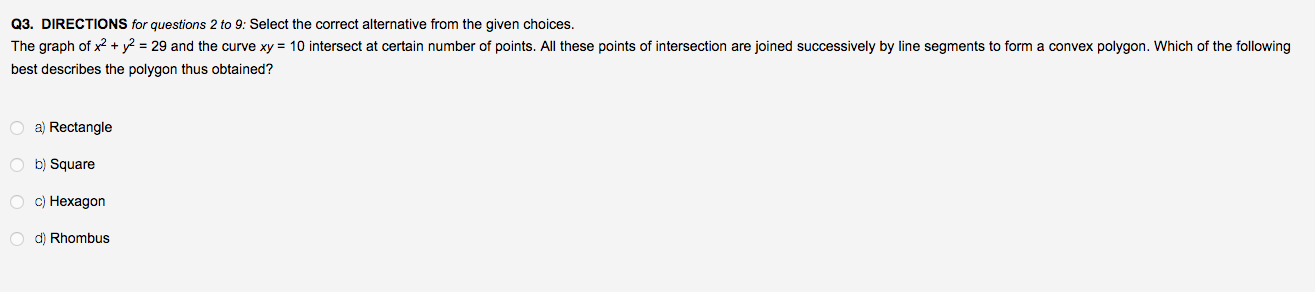 Q3. DIRECTIONS for questions 2 to 9: Select the correct alternative from the given choices.
The graph of x² + y² = 29 and the curve xy = 10 intersect at certain number of points. All these points of intersection are joined successively by line segments to form a convex polygon. Which of the following
best describes the polygon thus obtained?
a) Rectangle
b) Square
c) Hexagon
d) Rhombus